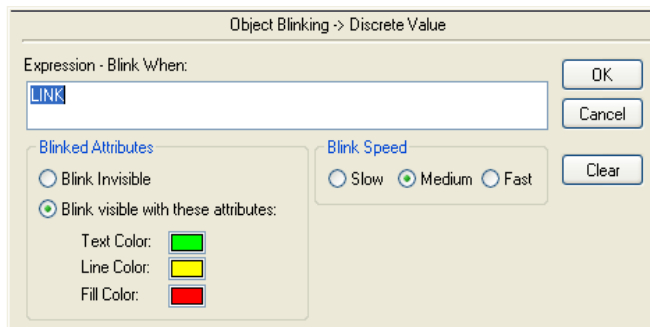 Object Blinking -> Discrete Value
Expression - Blink When:
LINK
OK
Cancel
Clear
Blinked Attributes
Blink Invisible
Blink visible with these attributes:
Text Color:
Line Color:
Fill Color:
Blink Speed
Slow Medium Fast